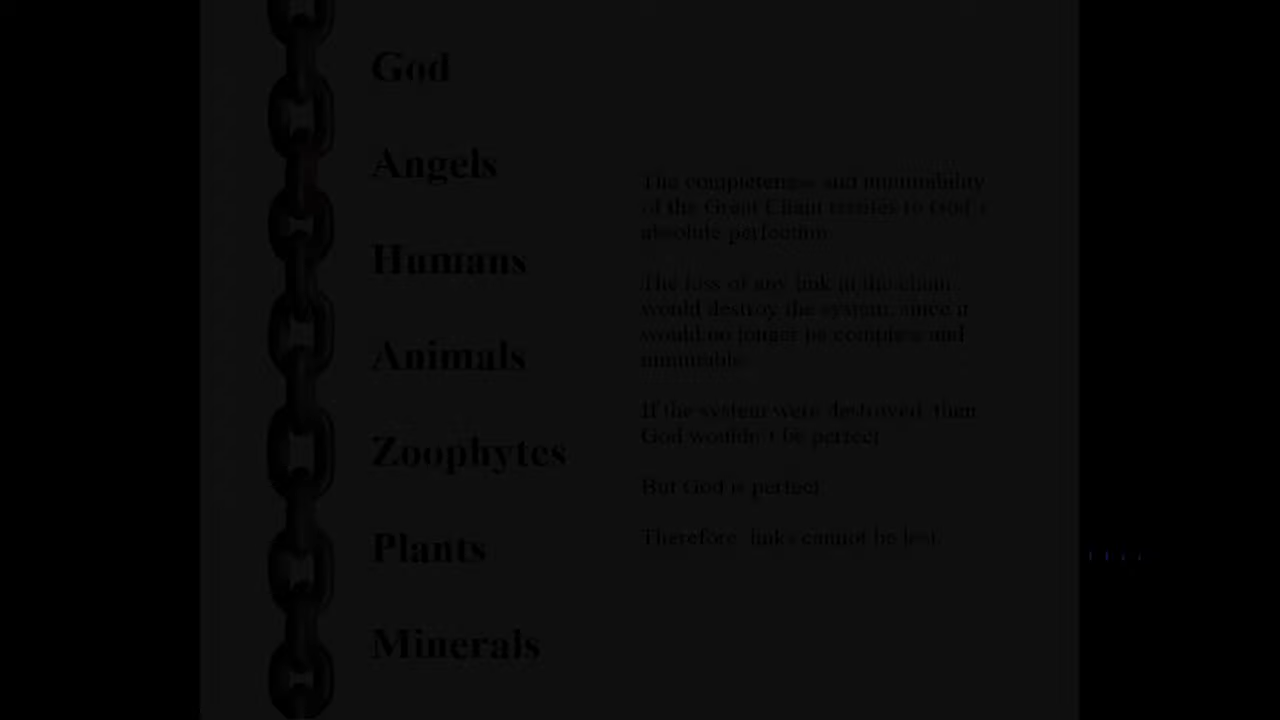 God
Angels
Humans
Animals
Zoophytes
Plants
Minerals
The completeness and immutability
of the Great Chant testifies to God's
absolute perfection.
The loss of any link in the chain
would destroy the system, since it
would no longer be complete and
immutable.
If the system were destroyed, then
God wouldn't be perfect.
But God is perfect.
Therefore, links cannot be lost.